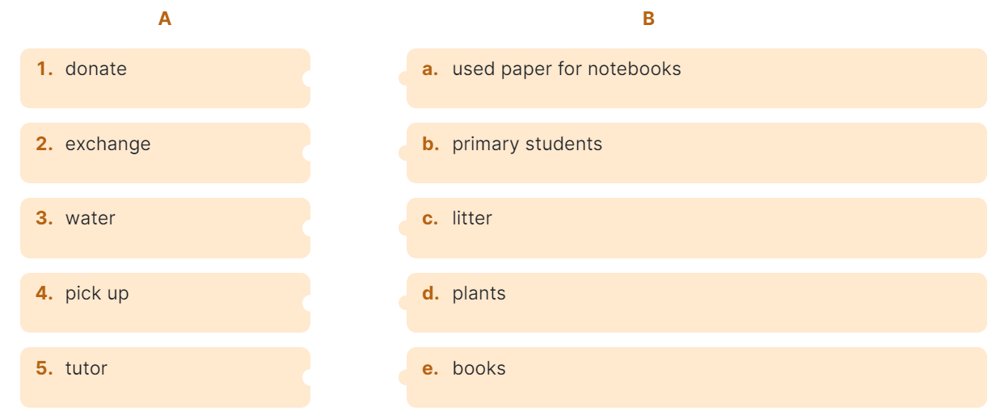 A
B
1. donate
a. used paper for notebooks
2. exchange
b. primary students
3. water
c. litter
4. pick up
d. plants
5. tutor
e. books